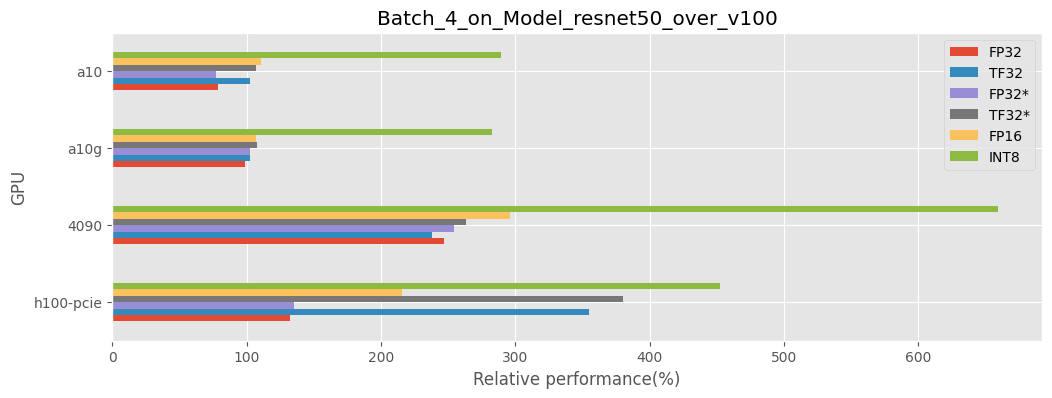 Batch_4_on_Model_resnet50_over_v100
GPU
a10
a10g
4090
h100-pcie
0 100 200 300 400 500 600
Relative performance(%)
FP32
TF32
FP32*
TF32*
FP16
INT8